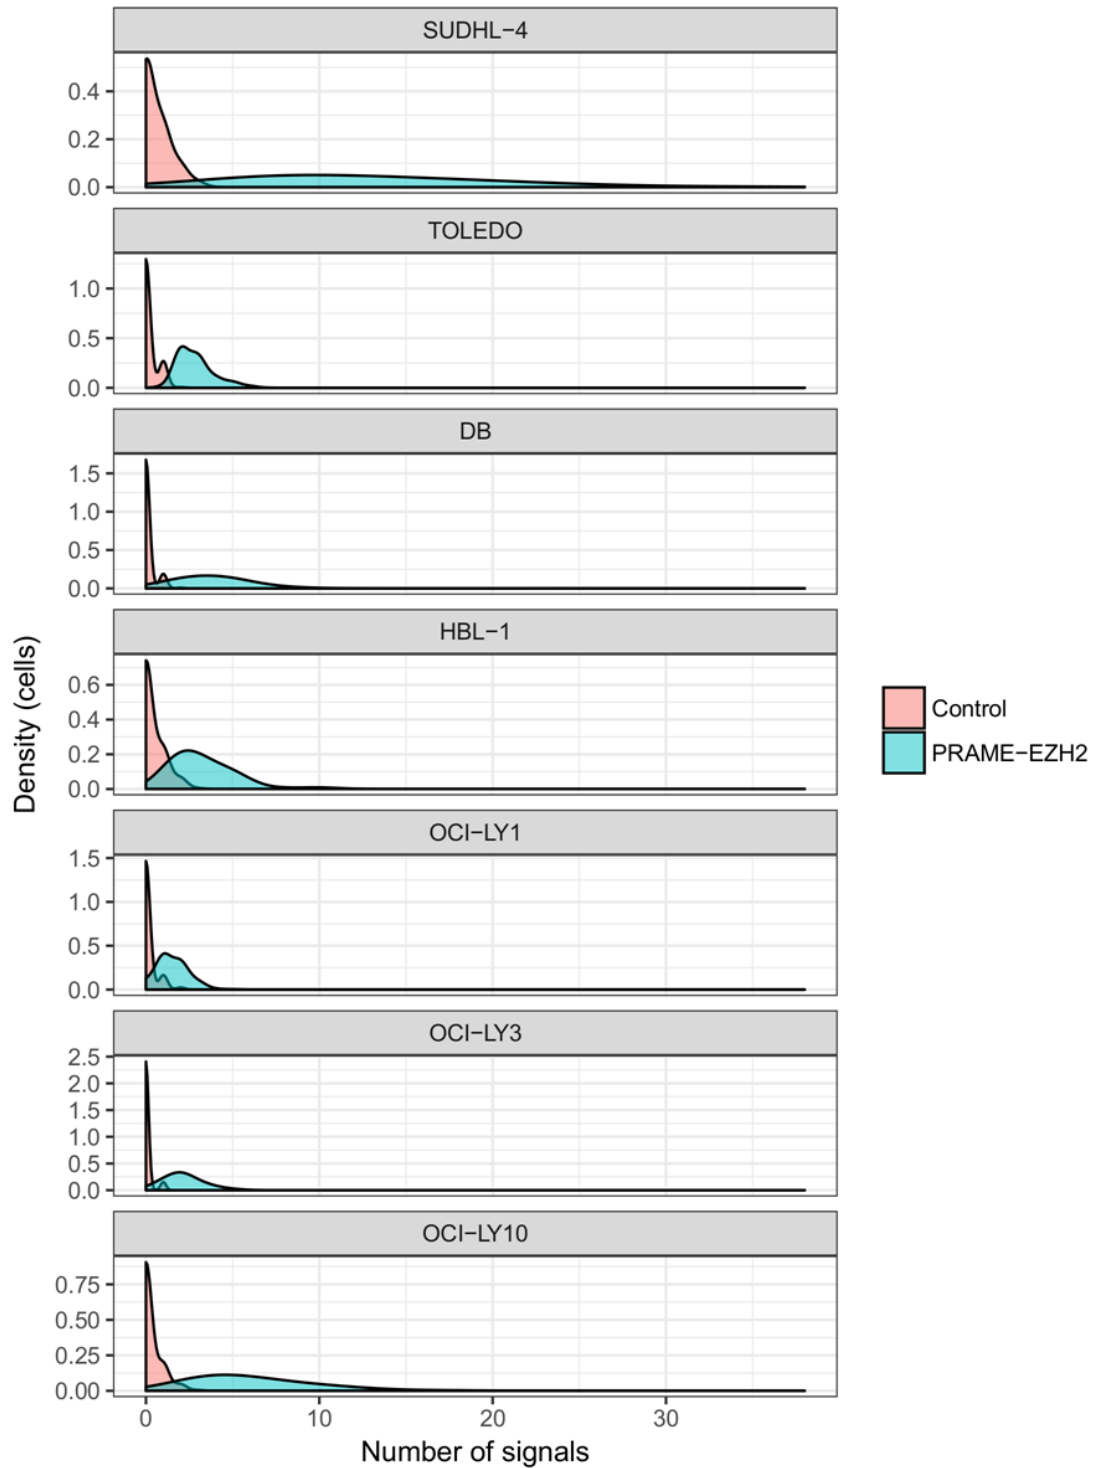 SUDHL−4
0.4
0.2
0.0
TOLEDO
1.0
0.5
0.0
DB
1.5
1.0
0.5
0.0
HBL−1
0.6
0.4
0.2
0.0
OCI−LY1
1.5
1.0
0.5
0.0
OCI−LY3
2.5
2.0
1.5
1.0
0.5
0.0
OCI−LY10
0.75
0.50
0.25
0.00
0 10 20 30
Number of signals
Density (cells)
Control
PRAME−EZH2